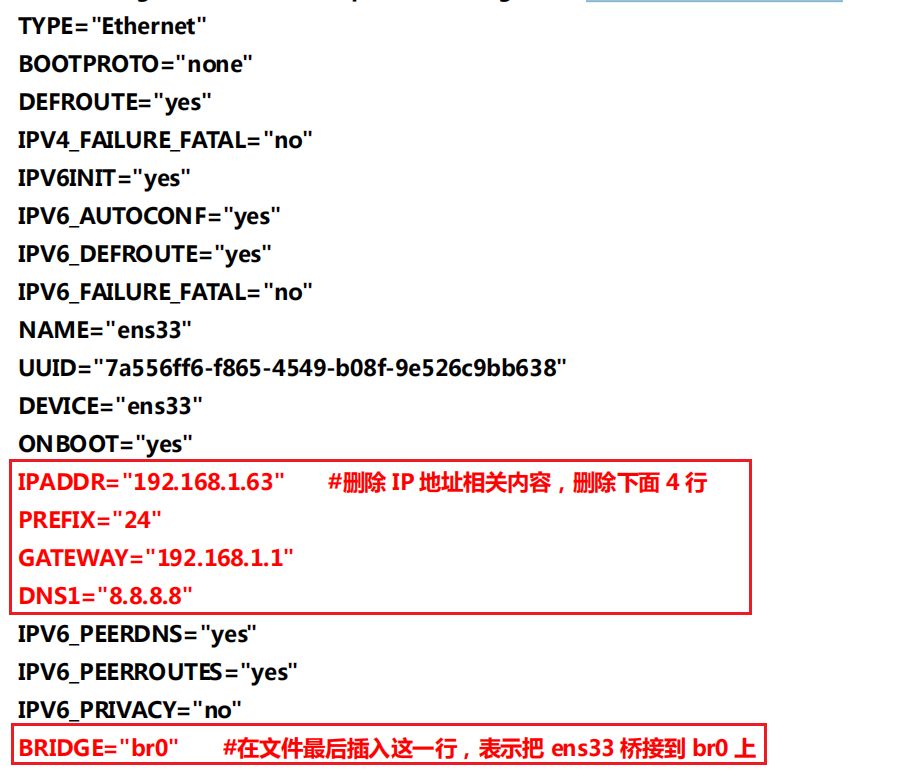 TYPE="Ethernet"
BOOTPROTO="none"
DEFROUTE="yes"
IPV4_FAILURE_FATAL="no"
IPV6INIT="yes"
IPV6_AUTOCONF="yes"
IPV6_DEFROUTE="yes"
IPV6_FAILURE_FATAL="no"
NAME="ens33"
UUID="7a556ff6-f865-4549-b08f-9e526c9bb638"
DEVICE="ens33"
ONBOOT="yes"
IPADDR="192.168.1.63" #删除 IP 地址相关内容，删除下面 4 行
PREFIX="24"
GATEWAY="192.168.1.1"
DNS1="8.8.8.8"
IPV6_PEERDNS="yes"
IPV6_PEERROUTES="yes"
IPV6_PRIVACY="no"
BRIDGE="br0" #在文件最后插入这一行，表示把 ens33 桥接到 br0 上